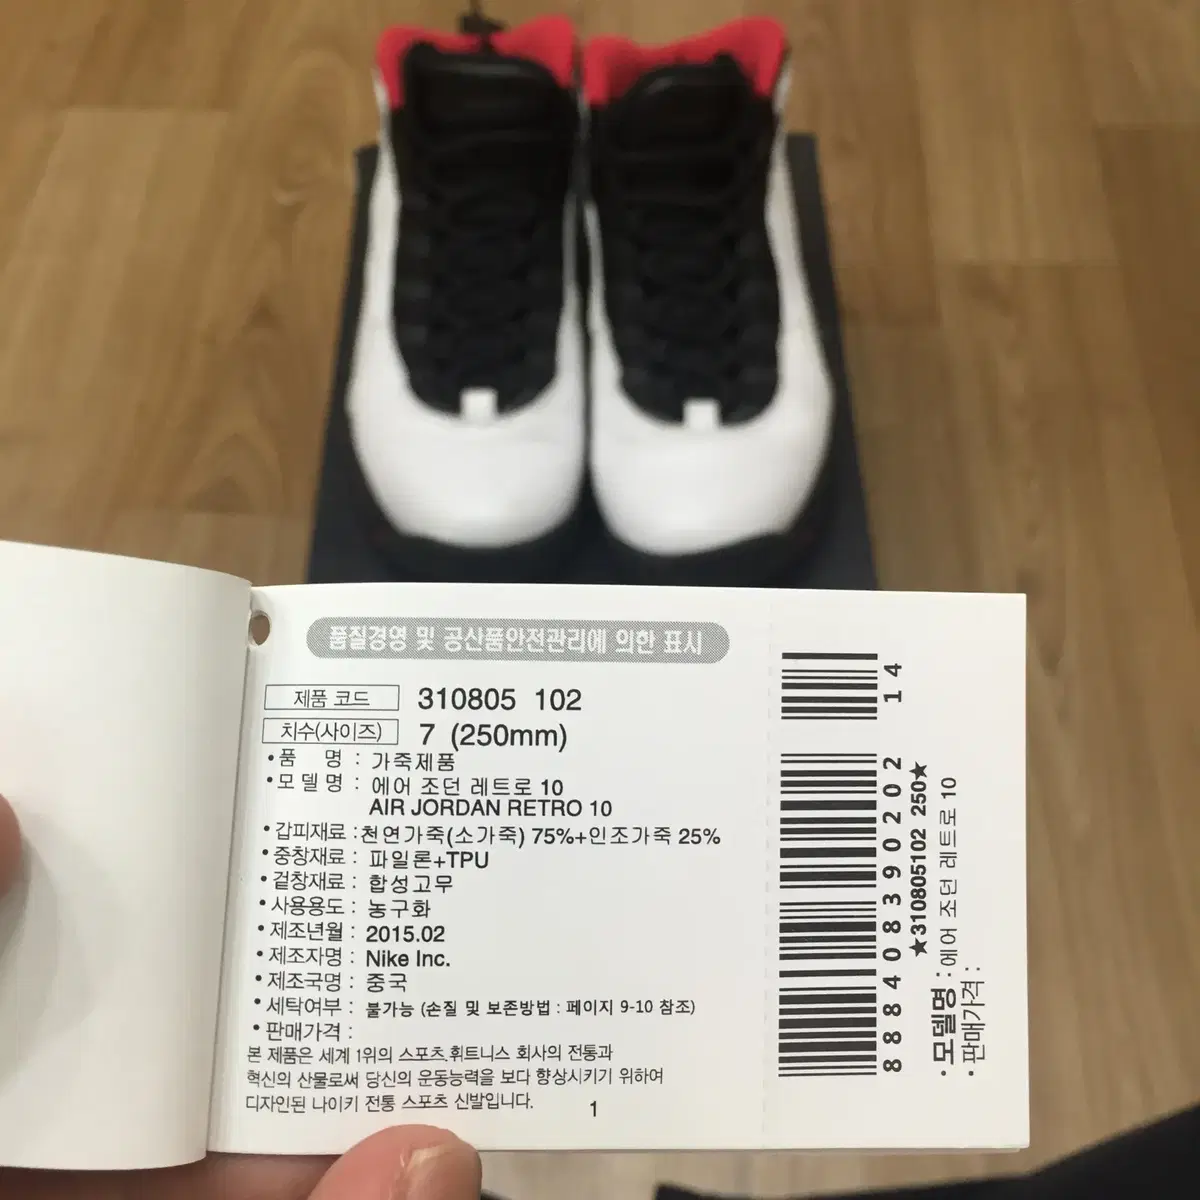 품질경영 및 공산품안전관리에 의한 표시
제품 코드 310805 102
치수(사이즈) 7 (250mm)
•품 명 : 가죽제품
•모델명 : 에어 조던 레트로 10
AIR JORDAN RETRO 10
•갑피재료 : 천연가죽(소가죽) 75%+인조가죽 25%
•중창재료 : 파일론+TPU
•겉창재료 : 합성고무
•사용용도 : 농구화
•제조년월 : 2015.02
•제조자명 : Nike Inc.
•제조국명 : 중국
•세탁여부 : 불가능 (손질 및 보존방법 : 페이지 9-10 참조)
•판매가격 :
본 제품은 세계 1위의 스포츠.휘트니스 회사의 전통과
혁신의 산물로써 당신의 운동능력을 보다 향상시키기 위하여
디자인된 나이키 전통 스포츠 신발입니다.
1
888408390202 14
★310805102 250★
·모델명 : 에어 조던 레트로 10
·판매가격 :